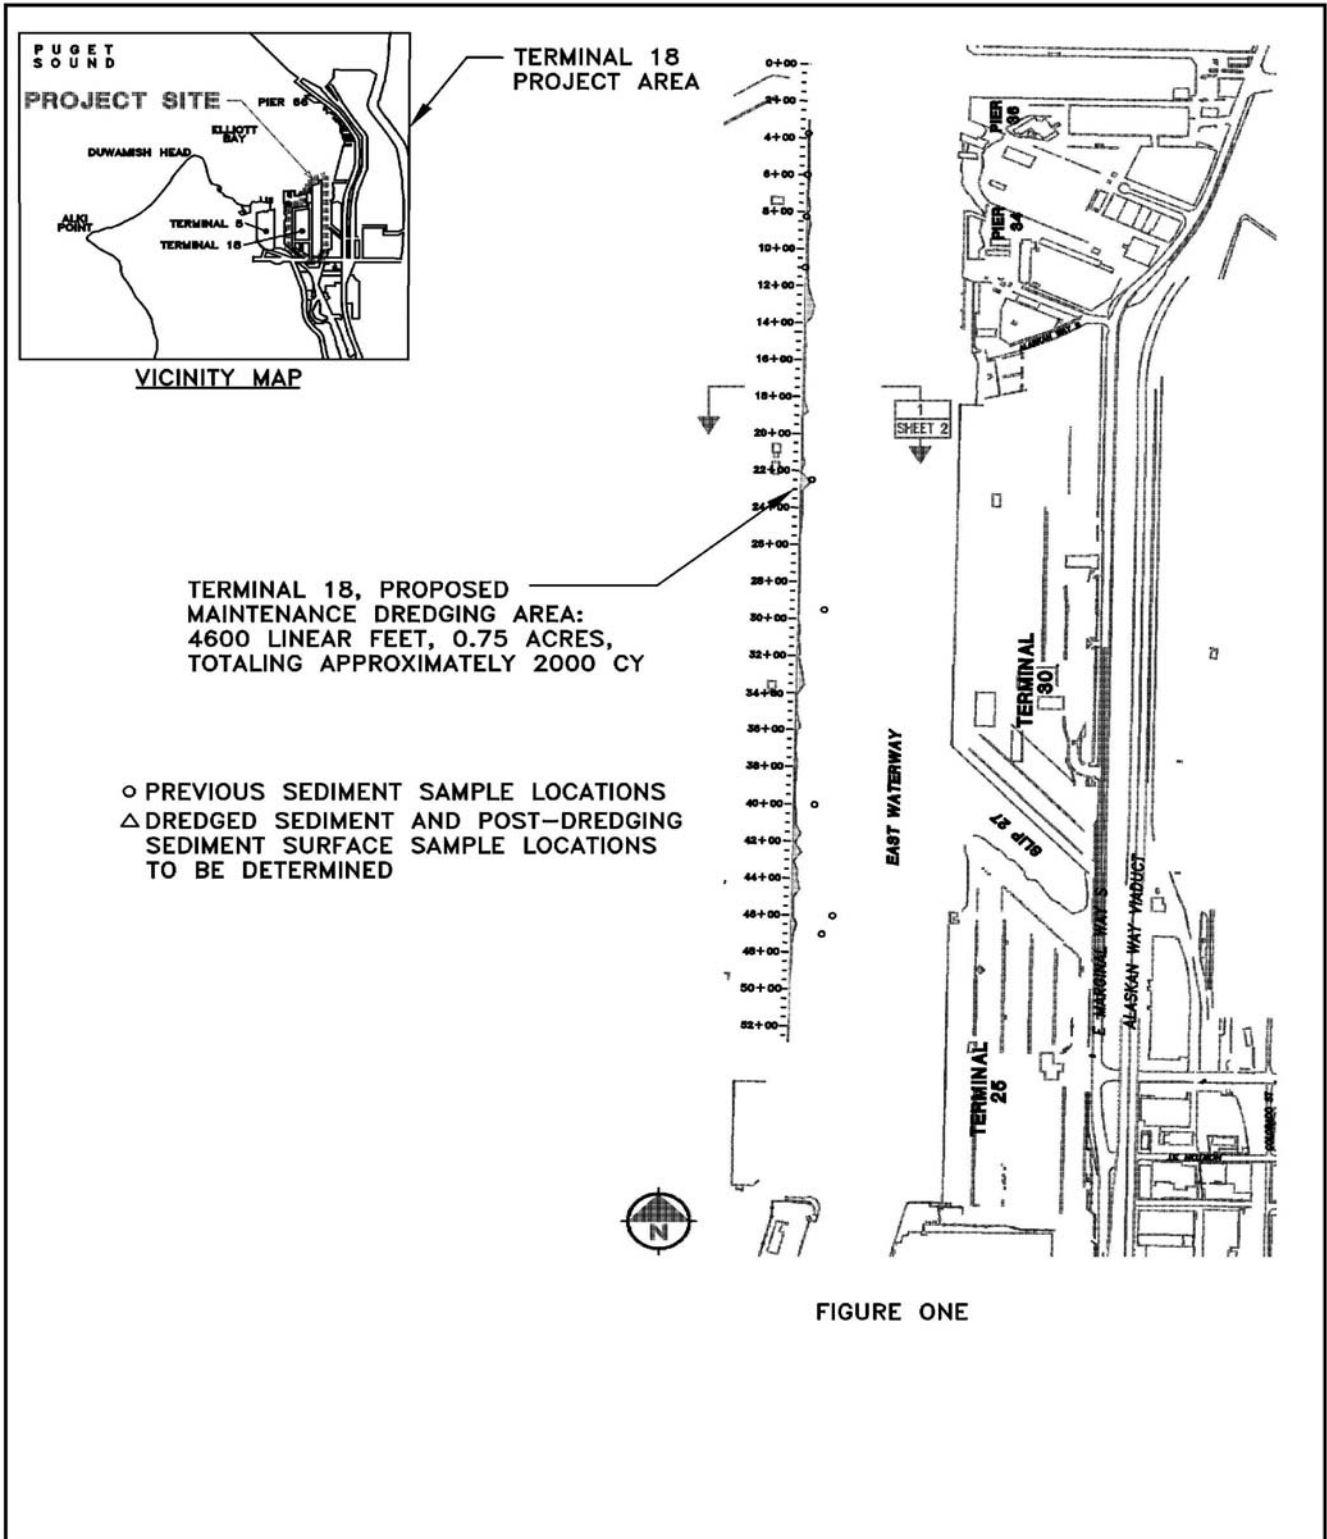 PUGET
SOUND
PROJECT SITE
PIER 66
ELLIOTT
BAY
DUWAMISH HEAD
ALKI
POINT
TERMINAL 5
TERMINAL 18
VICINITY MAP
TERMINAL 18
PROJECT AREA
0+00
2+00
4+00
6+00
8+00
10+00
12+00
14+00
16+00
18+00
20+00
22+00
24+00
26+00
28+00
30+00
32+00
34+00
36+00
38+00
40+00
42+00
44+00
46+00
48+00
50+00
52+00
1
SHEET 2
TERMINAL 18, PROPOSED
MAINTENANCE DREDGING AREA:
4600 LINEAR FEET, 0.75 ACRES,
TOTALING APPROXIMATELY 2000 CY
PREVIOUS SEDIMENT SAMPLE LOCATIONS
DREDGED SEDIMENT AND POST-DREDGING
SEDIMENT SURFACE SAMPLE LOCATIONS
TO BE DETERMINED
PIER
36
PIER
34
ALASKAN WAY S
TERMINAL
30
EAST WATERWAY
SLIP 27
E MARGINAL WAY S
ALASKAN WAY VIADUCT
TERMINAL
25
COLORADO ST
HORTON ST
N
FIGURE ONE